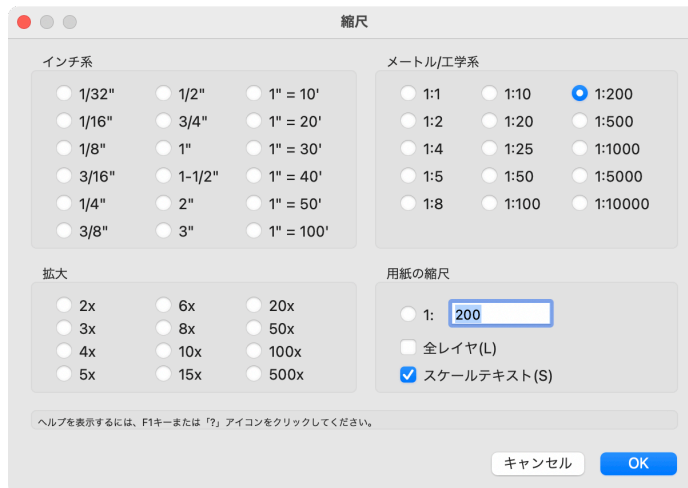 縮尺
インチ系
1/32" 1/2" 1" = 10'
1/16" 3/4" 1" = 20'
1/8" 1" 1" = 30'
3/16" 1-1/2" 1" = 40'
1/4" 2" 1" = 50'
3/8" 3" 1" = 100'
メートル/工学系
1:1 1:10 1:200
1:2 1:20 1:500
1:4 1:25 1:1000
1:5 1:50 1:5000
1:8 1:100 1:10000
拡大
2x 6x 20x
3x 8x 50x
4x 10x 100x
5x 15x 500x
用紙の縮尺
1: 200
全レイヤ(L)
スケールテキスト(S)
ヘルプを表示するには、F1キーまたは「?」アイコンをクリックしてください。
キャンセル OK